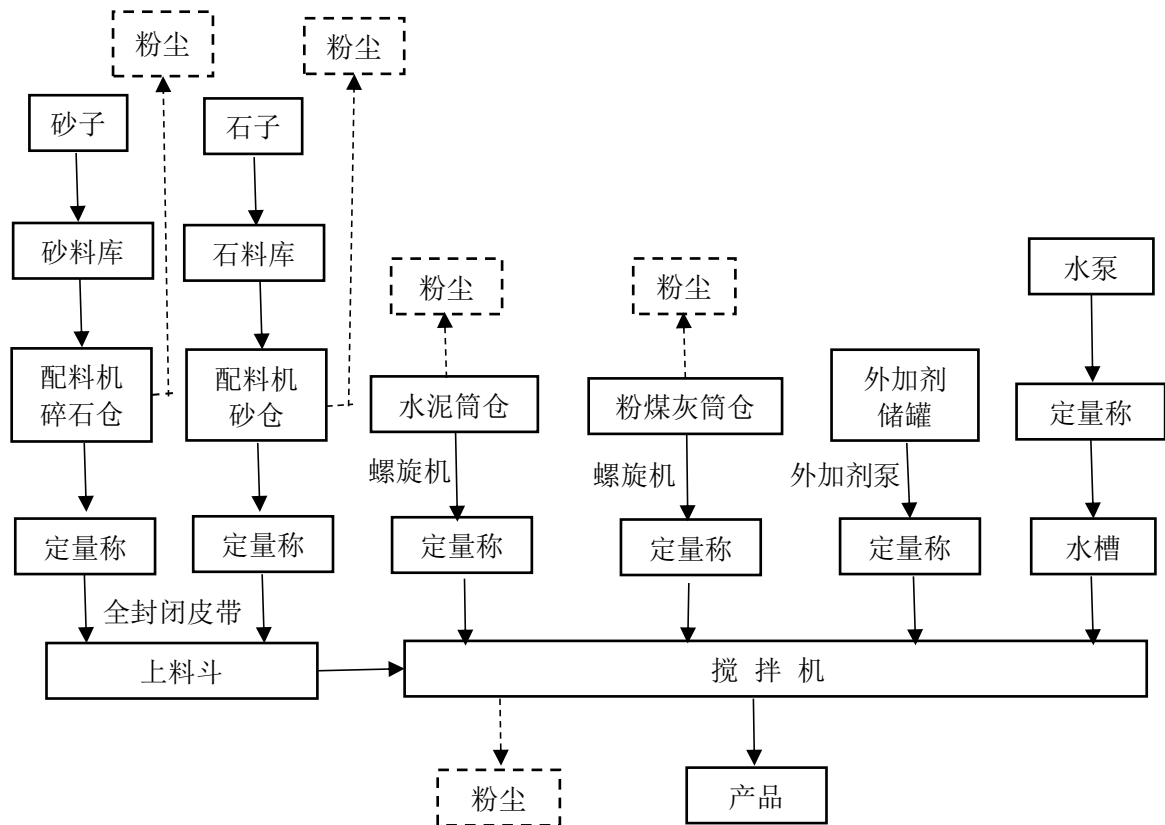 粉尘
粉尘
砂子
石子
砂料库
石料库
水泵
粉尘
粉尘
配料机
碎石仓
配料机
砂仓
水泥筒仓
粉煤灰筒仓
外加剂
储罐
定量称
螺旋机
螺旋机
外加剂泵
定量称
定量称
定量称
定量称
定量称
水槽
全封闭皮带
上料斗
搅 拌 机
粉尘
产品